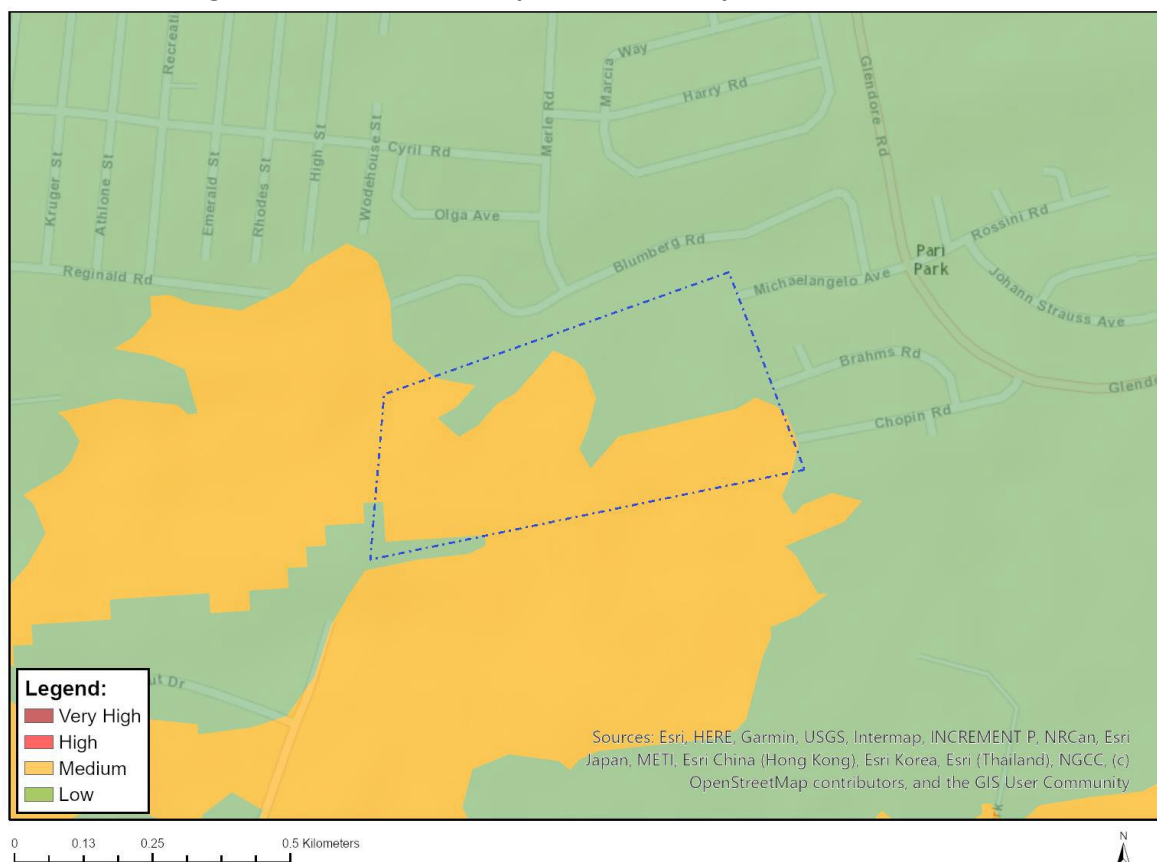 Recreati
Marcia Way
Harry Rd
Glendore Rd
Merle Rd
Kruger St
Athlone St
Emerald St
Rhodes St
High St
Wodehouse St
Cyril Rd
Olga Ave
Reginald Rd
Blumberg Rd
Michaelangelo Ave
Pari
Park
Rossini Rd
Johann Strauss Ave
Brahms Rd
Glend
Chopin Rd
ut Dr
Legend:
Very High
High
Medium
Low
Sources: Esri, HERE, Garmin, USGS, Intermap, INCREMENT P, NRCan, Esri
Japan, METI, Esri China (Hong Kong), Esri Korea, Esri (Thailand), NGCC, (c)
OpenStreetMap contributors, and the GIS User Community
0 0.13 0.25 0.5 Kilometers
N